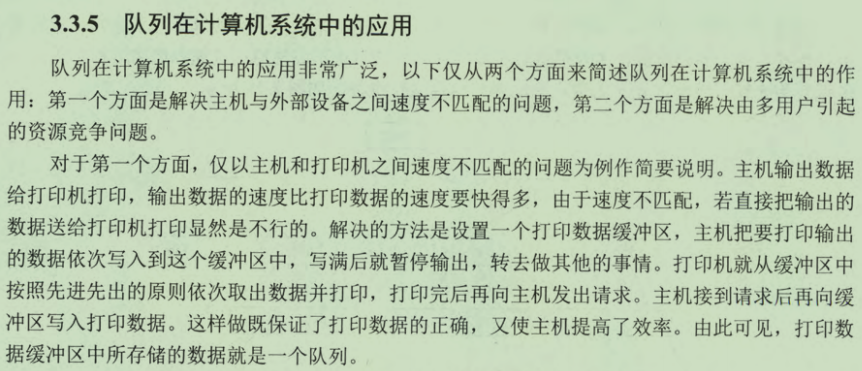 3.3.5 队列在计算机系统中的应用
队列在计算机系统中的应用非常广泛，以下仅从两个方面来简述队列在计算机系统中的作
用：第一个方面是解决主机与外部设备之间速度不匹配的问题，第二个方面是解决由多用户引起
的资源竞争问题。
对于第一个方面，仅以主机和打印机之间速度不匹配的问题为例作简要说明。主机输出数据
给打印机打印，输出数据的速度比打印数据的速度要快得多，由于速度不匹配，若直接把输出的
数据送给打印机打印显然是不行的。解决的方法是设置一个打印数据缓冲区，主机把要打印输出
的数据依次写入到这个缓冲区中，写满后就暂停输出，转去做其他的事情。打印机就从缓冲区中
按照先进先出的原则依次取出数据并打印，打印完后再向主机发出请求。主机接到请求后再向缓
冲区写入打印数据。这样做既保证了打印数据的正确，又使主机提高了效率。由此可见，打印数
据缓冲区中所存储的数据就是一个队列。